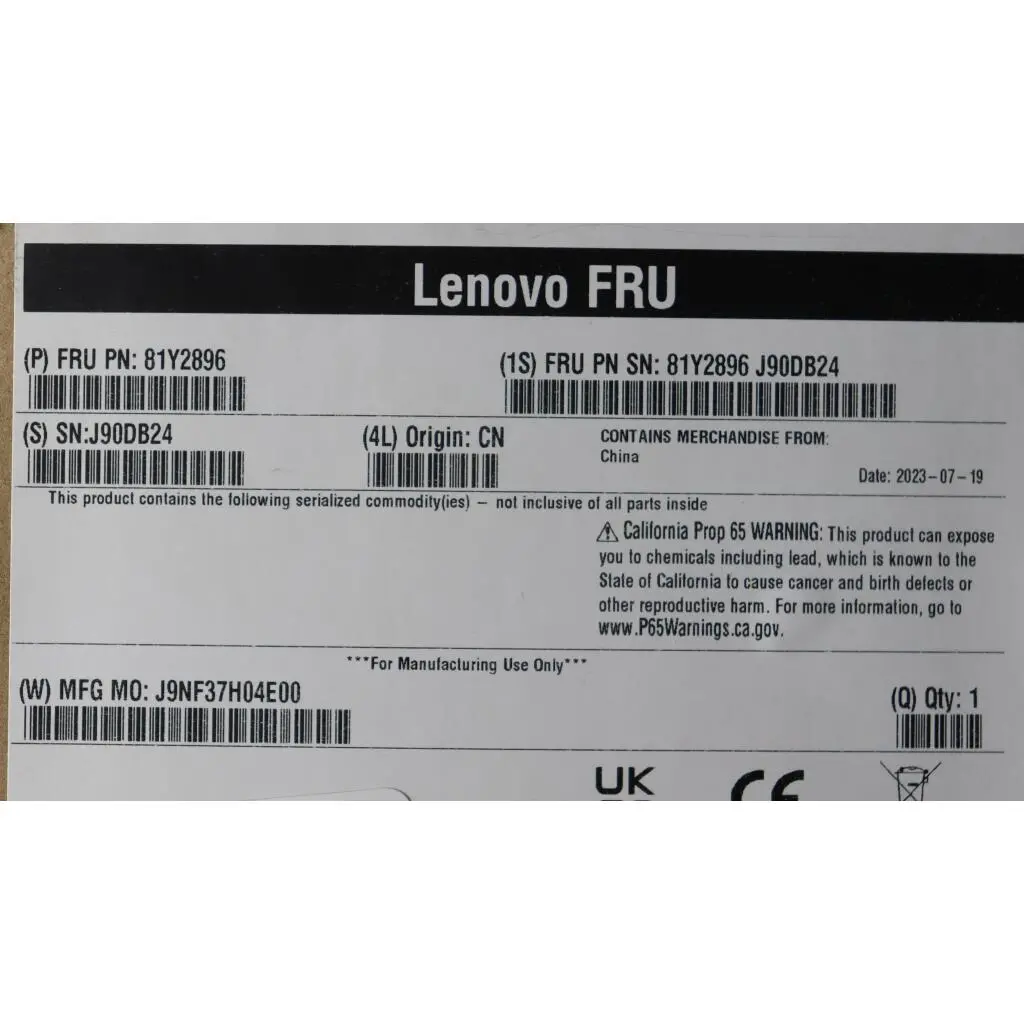 Lenovo FRU
(P) FRU PN: 81Y2896
(1S) FRU PN SN: 81Y2896 J90DB24
(S) SN:J90DB24
(4L) Origin: CN
CONTAINS MERCHANDISE FROM:
China
Date: 2023-07-19
This product contains the following serialized commodity(ies) – not inclusive of all parts inside
⚠ California Prop 65 WARNING: This product can expose
you to chemicals including lead, which is known to the
State of California to cause cancer and birth defects or
other reproductive harm. For more information, go to
www.P65Warnings.ca.gov.
***For Manufacturing Use Only***
(W) MFG MO: J9NF37H04E00
(Q) Qty: 1
UK
CE